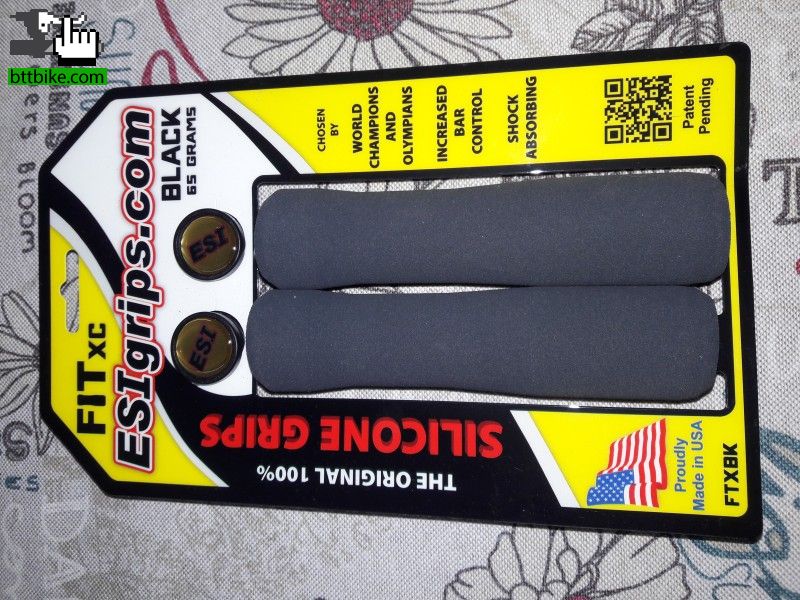 bttbike.com
FIT XC
ESIgrips.com
BLACK
65 GRAMS
CHOSEN
BY
WORLD
CHAMPIONS
AND
OLYMPIANS
INCREASED
BAR
CONTROL
SHOCK
ABSORBING
Patent
Pending
ESI
ESI
THE ORIGINAL 100%
SILICONE GRIPS
Proudly
Made in USA
FTXBK
bloom